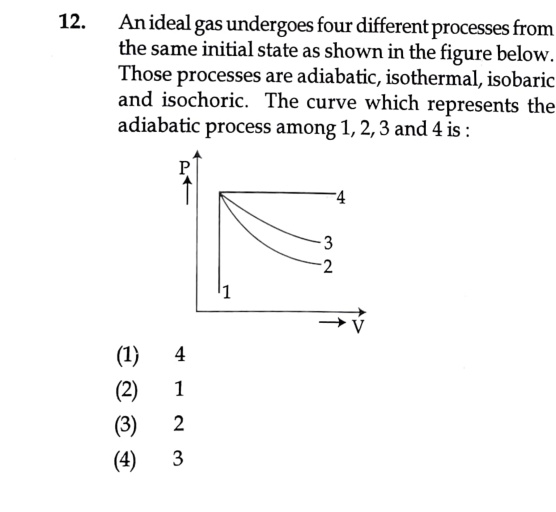 12. An ideal gas undergoes four different processes from
the same initial state as shown in the figure below.
Those processes are adiabatic, isothermal, isobaric
and isochoric. The curve which represents the
adiabatic process among 1, 2, 3 and 4 is :
P
4
3
2
1
V
(1) 4
(2) 1
(3) 2
(4) 3